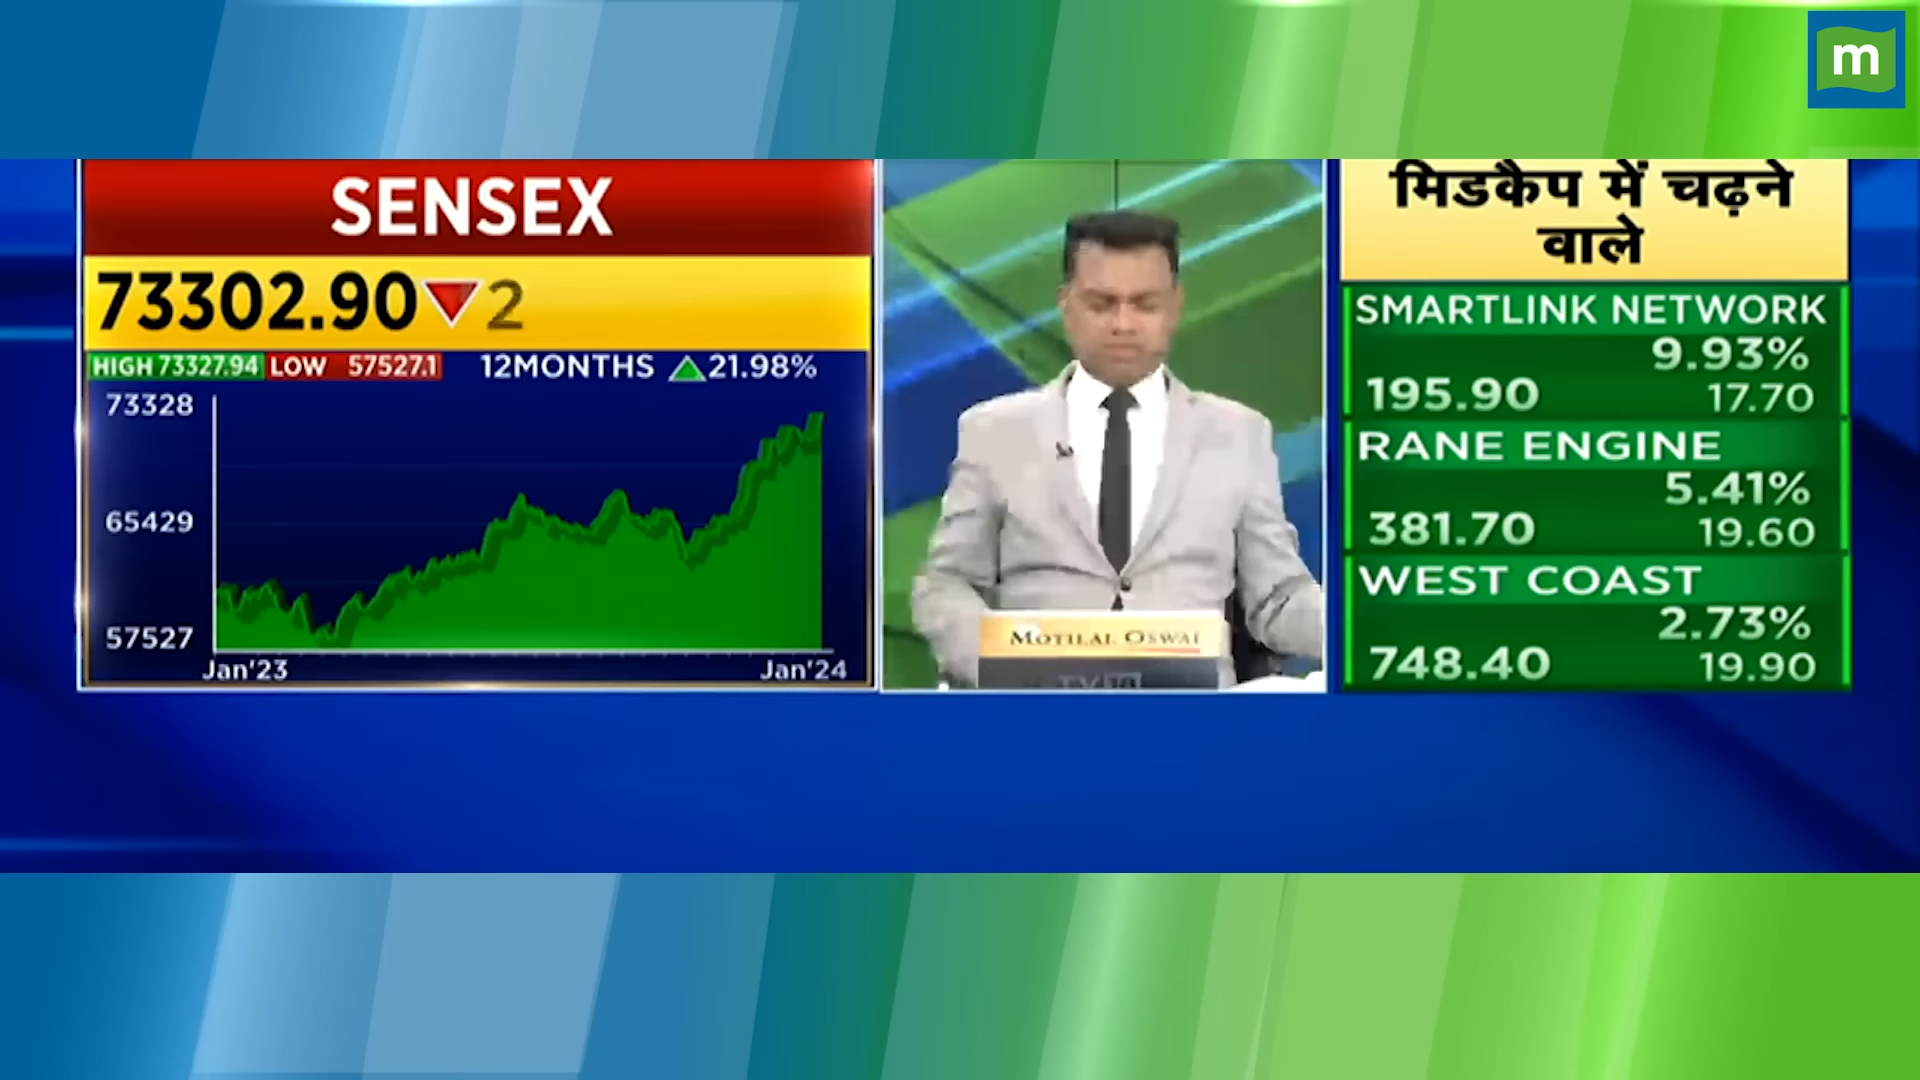 m
SENSEX
73302.90 ▼ 2
HIGH 73327.94 LOW 57527.1 12MONTHS ▲ 21.98%
73328
65429
57527
Jan'23 Jan'24
MOTILAL OSWAL
मिडकैप में चढ़ने
वाले
SMARTLINK NETWORK
9.93%
195.90 17.70
RANE ENGINE
5.41%
381.70 19.60
WEST COAST
2.73%
748.40 19.90